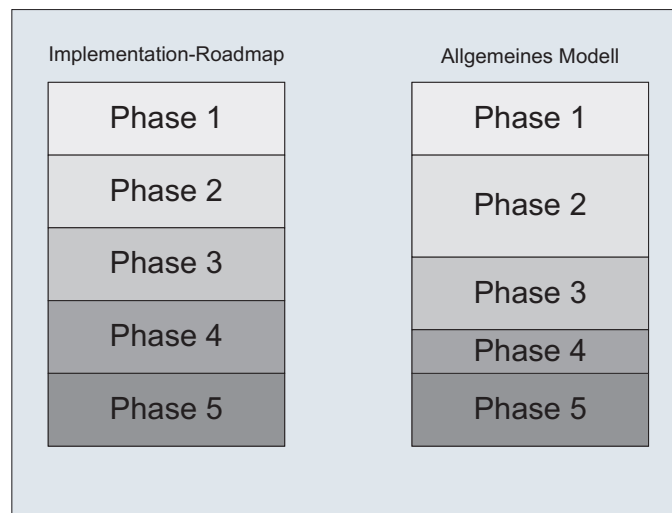 Implementation-Roadmap
Phase 1
Phase 2
Phase 3
Phase 4
Phase 5
Allgemeines Modell
Phase 1
Phase 2
Phase 3
Phase 4
Phase 5